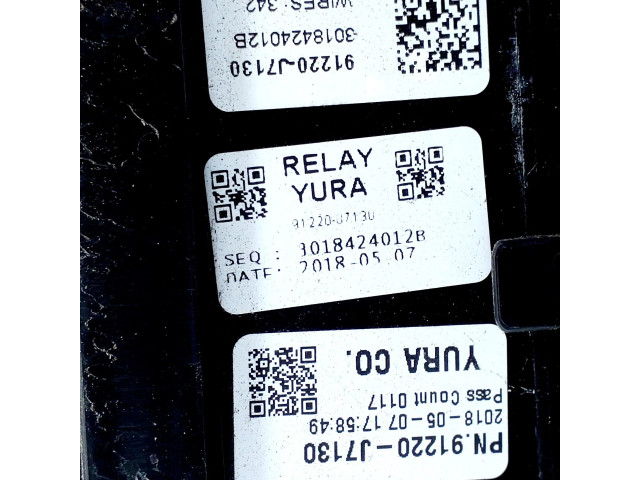 91220-J7130
3018424012B
WIRES: 342
RELAY
YURA
91220-J7130
SEQ : 3018424012B
DATE: 2018-05-07
PN.91220-J7130
2018-05-07 17:58:49
Pass Count 0117
YURA CO.